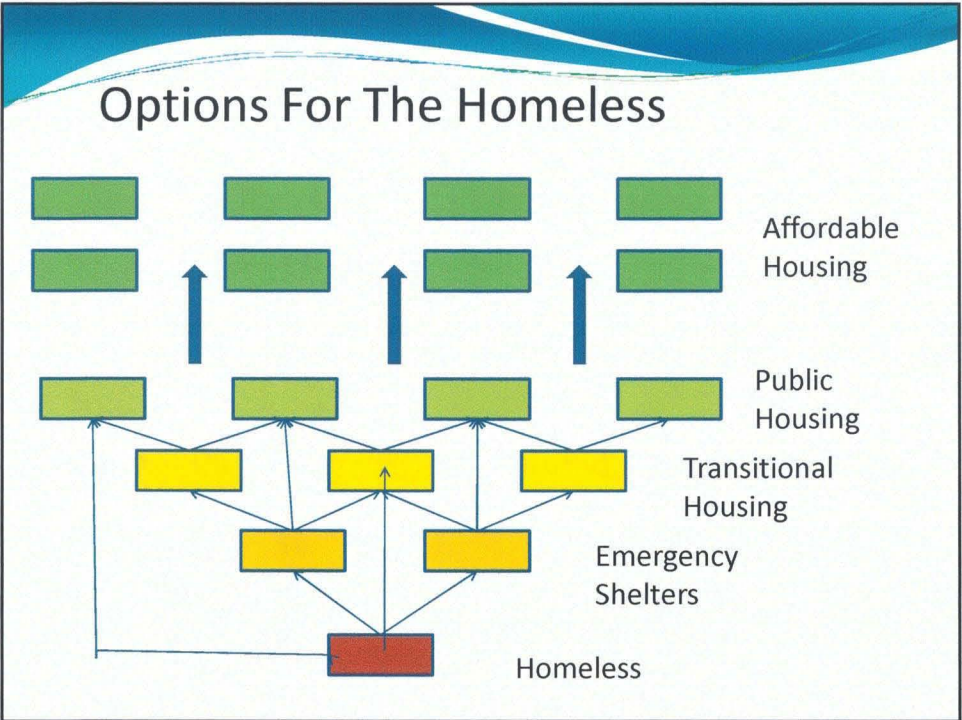 Options For The Homeless
Affordable
Housing
Public
Housing
Transitional
Housing
Emergency
Shelters
Homeless